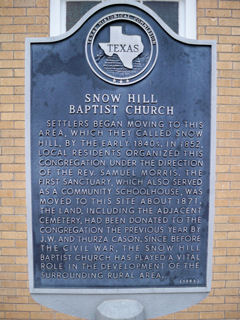 TEXAS HISTORICAL COMMISSION
TEXAS
SNOW HILL
BAPTIST CHURCH
SETTLERS BEGAN MOVING TO THIS
AREA, WHICH THEY CALLED SNOW
HILL, BY THE EARLY 1840s. IN 1852,
LOCAL RESIDENTS ORGANIZED THIS
CONGREGATION UNDER THE DIRECTION
OF THE REV. SAMUEL MORRIS. THE
FIRST SANCTUARY, WHICH ALSO SERVED
AS A COMMUNITY SCHOOLHOUSE, WAS
MOVED TO THIS SITE ABOUT 1871.
THE LAND, INCLUDING THE ADJACENT
CEMETERY, HAD BEEN DONATED TO THE
CONGREGATION THE PREVIOUS YEAR BY
J.W. AND THURZA CASON. SINCE BEFORE
THE CIVIL WAR, THE SNOW HILL
BAPTIST CHURCH HAS PLAYED A VITAL
ROLE IN THE DEVELOPMENT OF THE
SURROUNDING RURAL AREA.